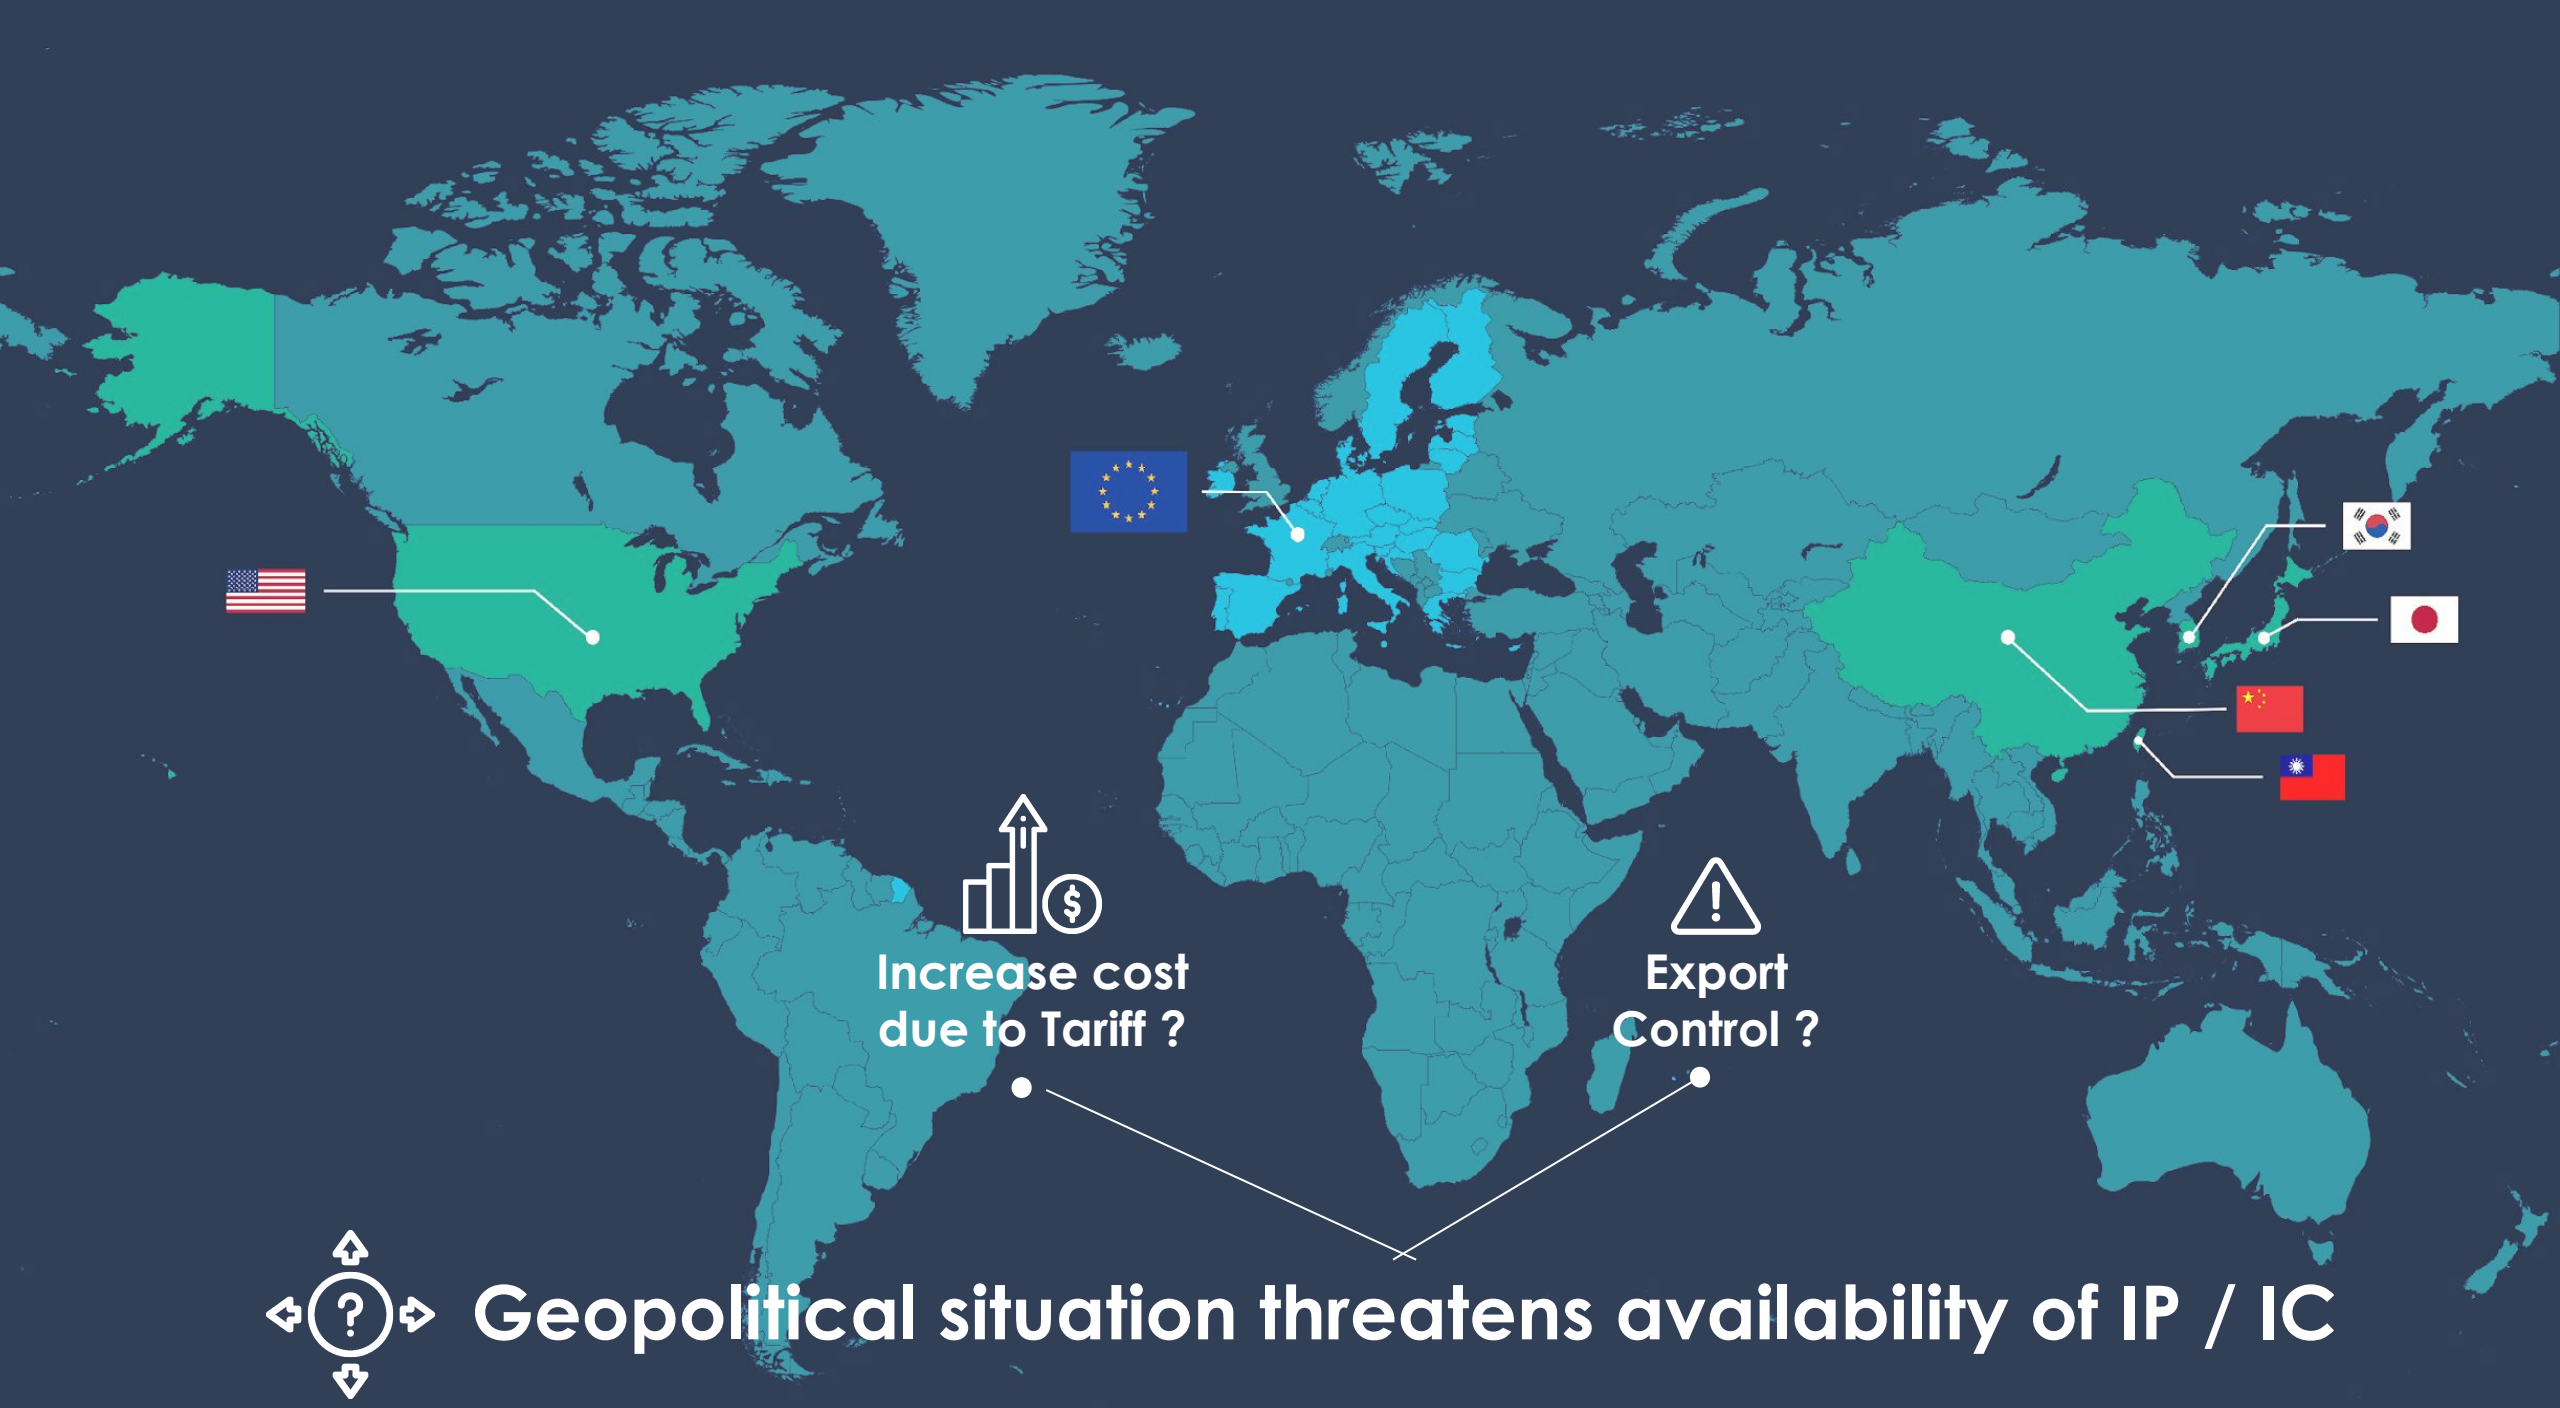 Increase cost
due to Tariff ?
Export
Control ?
Geopolitical situation threatens availability of IP / IC